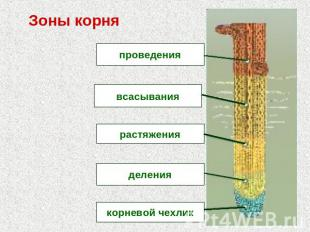 Зоны корня
проведения
всасывания
растяжения
деления
корневой чехлик